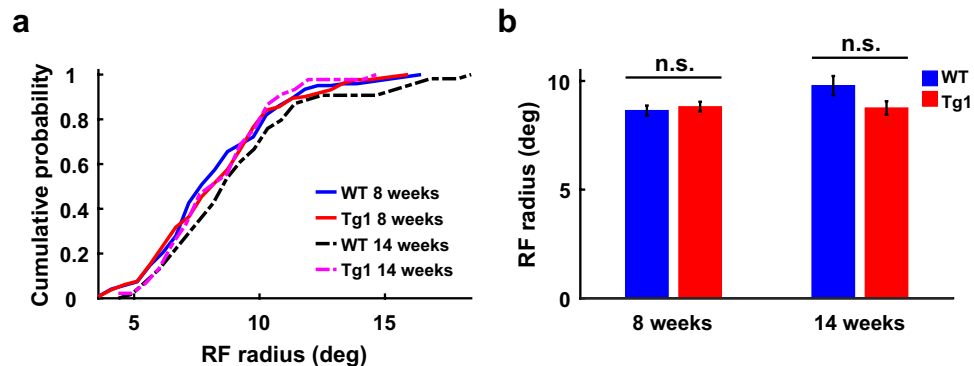 a
Cumulative probability
1
0.8
0.6
0.4
0.2
0
5
10
15
RF radius (deg)
WT 8 weeks
Tg1 8 weeks
WT 14 weeks
Tg1 14 weeks
b
RF radius (deg)
10
5
0
n.s.
n.s.
WT
Tg1
8 weeks
14 weeks